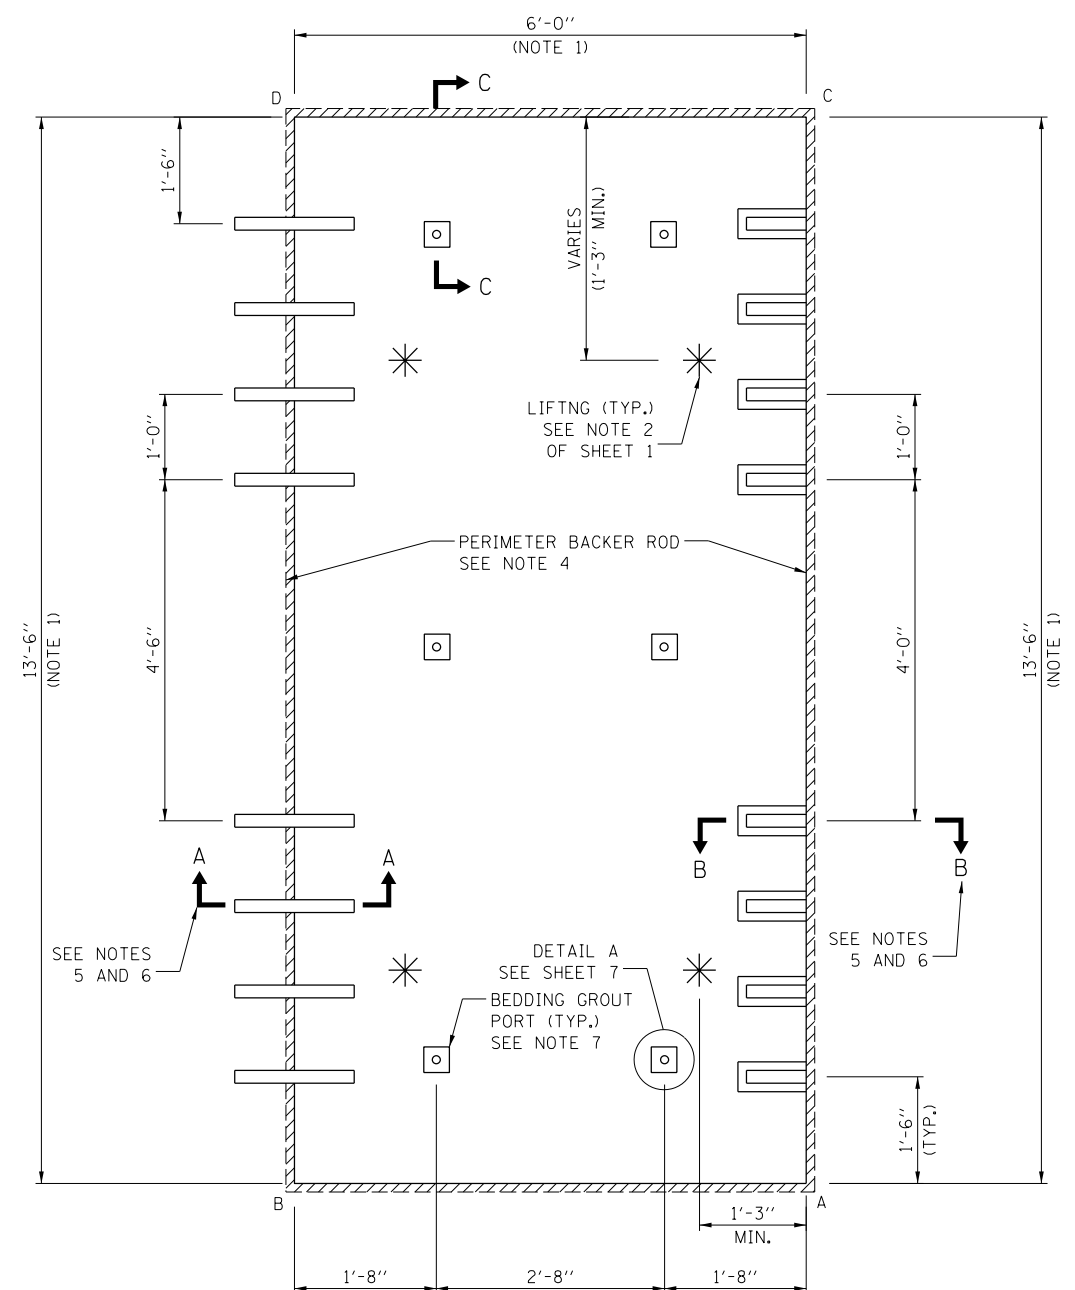 6'-0"
(NOTE 1)
D
C
C
1'-6"
VARIES
(1'-3" MIN.)
C
LIFTNG (TYP.)
SEE NOTE 2
OF SHEET 1
1'-0"
1'-0"
PERIMETER BACKER ROD
SEE NOTE 4
13'-6"
(NOTE 1)
4'-6"
4'-0"
13'-6"
(NOTE 1)
A
A
B
B
SEE NOTES
5 AND 6
DETAIL A
SEE SHEET 7
SEE NOTES
5 AND 6
BEDDING GROUT
PORT (TYP.)
SEE NOTE 7
1'-6"
(TYP.)
B
A
1'-3"
MIN.
1'-8"
2'-8"
1'-8"